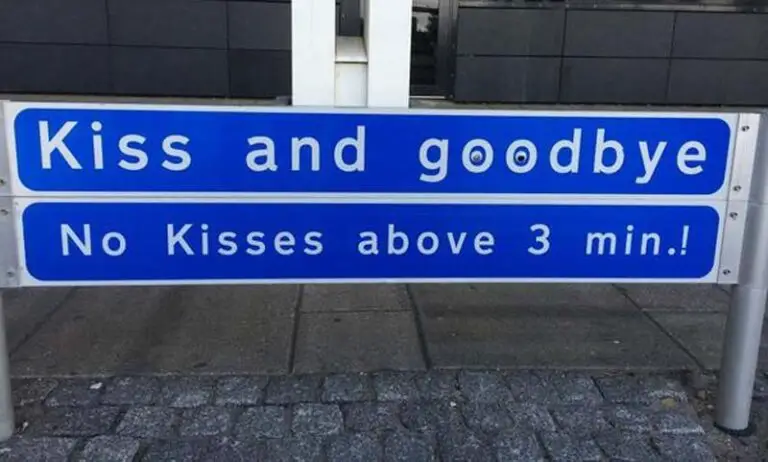 Kiss and goodbye
No Kisses above 3 min.!